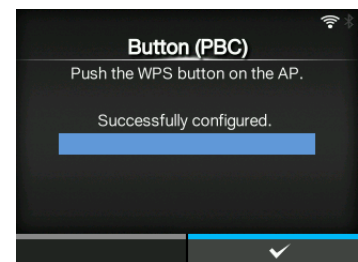 Button (PBC)
Push the WPS button on the AP.
Successfully configured.